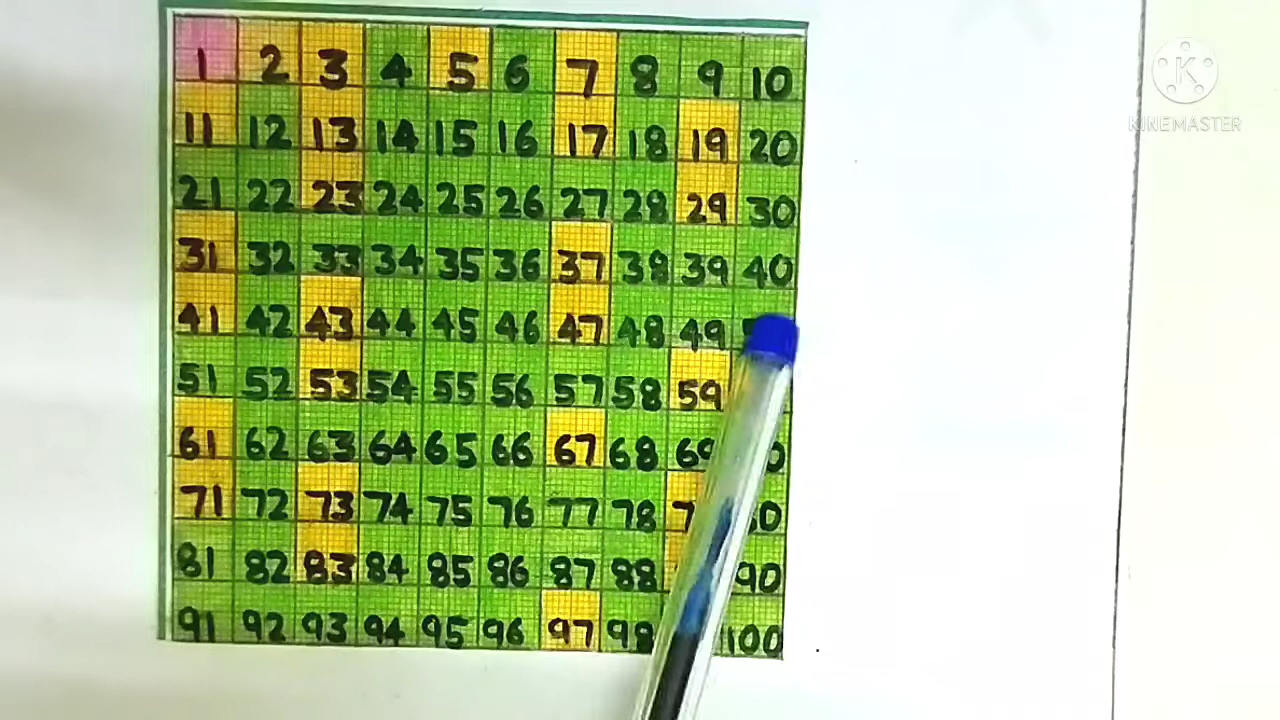 1 2 3 4 5 6 7 8 9 10
11 12 13 14 15 16 17 18 19 20
21 22 23 24 25 26 27 28 29 30
31 32 33 34 35 36 37 38 39 40
41 42 43 44 45 46 47 48 49
51 52 53 54 55 56 57 58 59
61 62 63 64 65 66 67 68
71 72 73 74 75 76 77 78
81 82 83 84 85 86 87 88 90
91 92 93 94 95 96 97 98 100
K
KINEMASTER